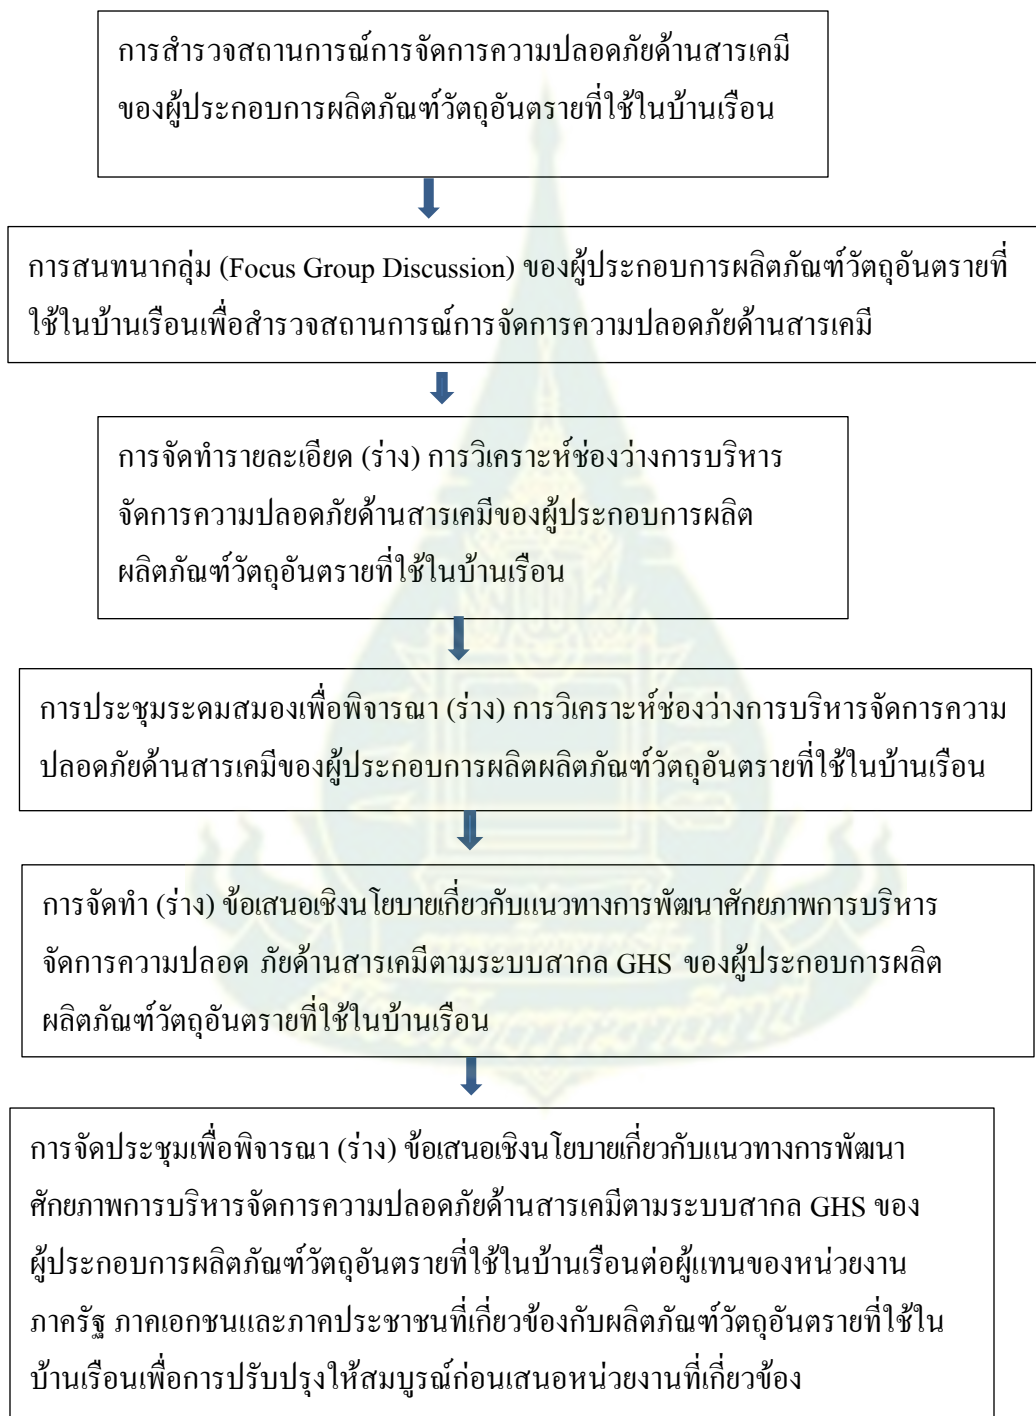 การสำรวจสถานการณ์การจัดการความปลอดภัยด้านสารเคมี
ของผู้ประกอบการผลิตภัณฑ์วัตถุอันตรายที่ใช้ในบ้านเรือน
การสนทนากลุ่ม (Focus Group Discussion) ของผู้ประกอบการผลิตภัณฑ์วัตถุอันตรายที่
ใช้ในบ้านเรือนเพื่อสำรวจสถานการณ์การจัดการความปลอดภัยด้านสารเคมี
การจัดทำรายละเอียด (ร่าง) การวิเคราะห์ช่องว่างการบริหาร
จัดการความปลอดภัยด้านสารเคมีของผู้ประกอบการผลิต
ผลิตภัณฑ์วัตถุอันตรายที่ใช้ในบ้านเรือน
การประชุมระดมสมองเพื่อพิจารณา (ร่าง) การวิเคราะห์ช่องว่างการบริหารจัดการความ
ปลอดภัยด้านสารเคมีของผู้ประกอบการผลิตผลิตภัณฑ์วัตถุอันตรายที่ใช้ในบ้านเรือน
การจัดทำ (ร่าง) ข้อเสนอเชิงนโยบายเกี่ยวกับแนวทางการพัฒนาศักยภาพการบริหาร
จัดการความปลอด ภัยด้านสารเคมีตามระบบสากล GHS ของผู้ประกอบการผลิต
ผลิตภัณฑ์วัตถุอันตรายที่ใช้ในบ้านเรือน
การจัดประชุมเพื่อพิจารณา (ร่าง) ข้อเสนอเชิงนโยบายเกี่ยวกับแนวทางการพัฒนา
ศักยภาพการบริหารจัดการความปลอดภัยด้านสารเคมีตามระบบสากล GHS ของ
ผู้ประกอบการผลิตภัณฑ์วัตถุอันตรายที่ใช้ในบ้านเรือนต่อผู้แทนของหน่วยงาน
ภาครัฐ ภาคเอกชนและภาคประชาชนที่เกี่ยวข้องกับผลิตภัณฑ์วัตถุอันตรายที่ใช้ใน
บ้านเรือนเพื่อการปรับปรุงให้สมบูรณ์ก่อนเสนอหน่วยงานที่เกี่ยวข้อง